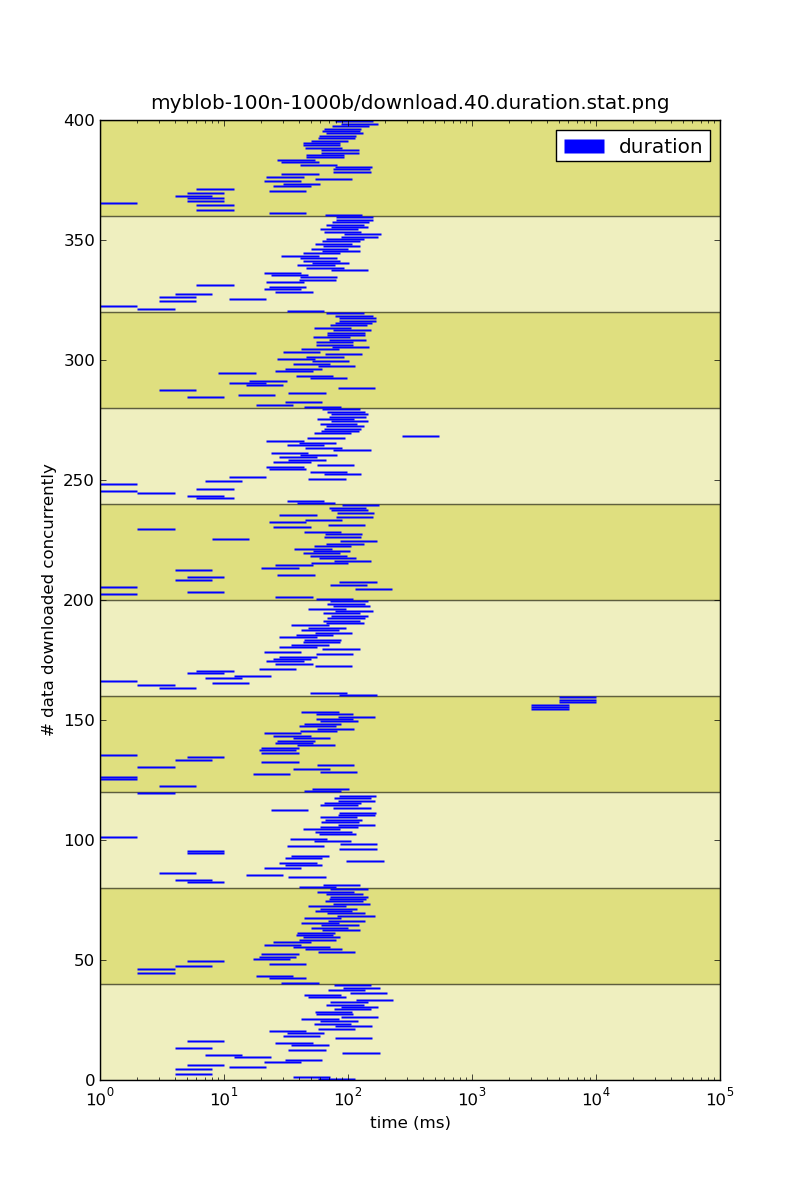 myblob-100n-1000b/download.40.duration.stat.png
duration
400
350
300
250
200
150
100
50
0
# data downloaded concurrently
10^0 10^1 10^2 10^3 10^4 10^5
time (ms)